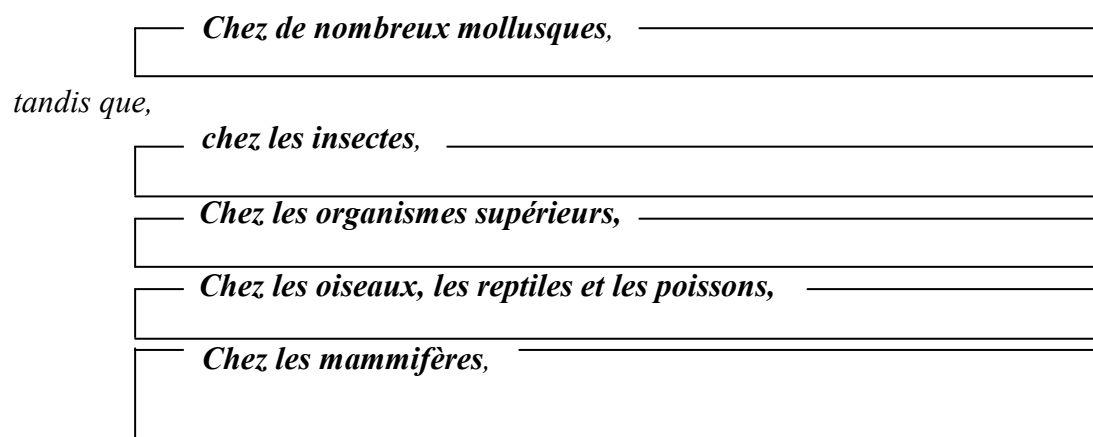 Chez de nombreux mollusques,
tandis que,
chez les insectes,
Chez les organismes supérieurs,
Chez les oiseaux, les reptiles et les poissons,
Chez les mammifères,